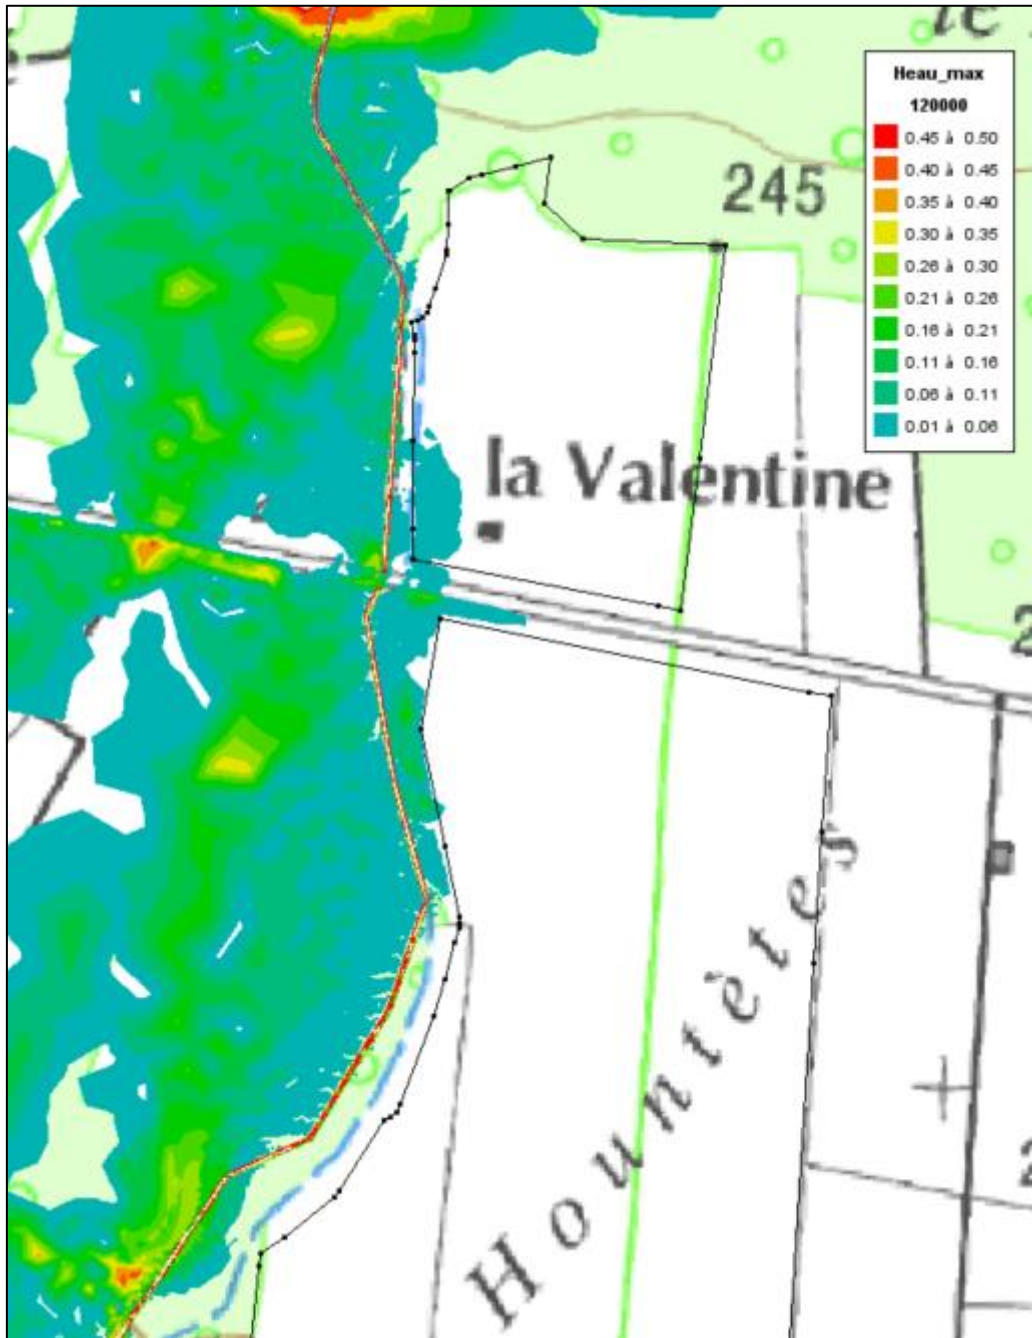 Heau_max
120000
0.45 à 0.50
0.40 à 0.45
0.35 à 0.40
0.30 à 0.35
0.26 à 0.30
0.21 à 0.26
0.16 à 0.21
0.11 à 0.16
0.06 à 0.11
0.01 à 0.06
245
la Valentine
Hountètes